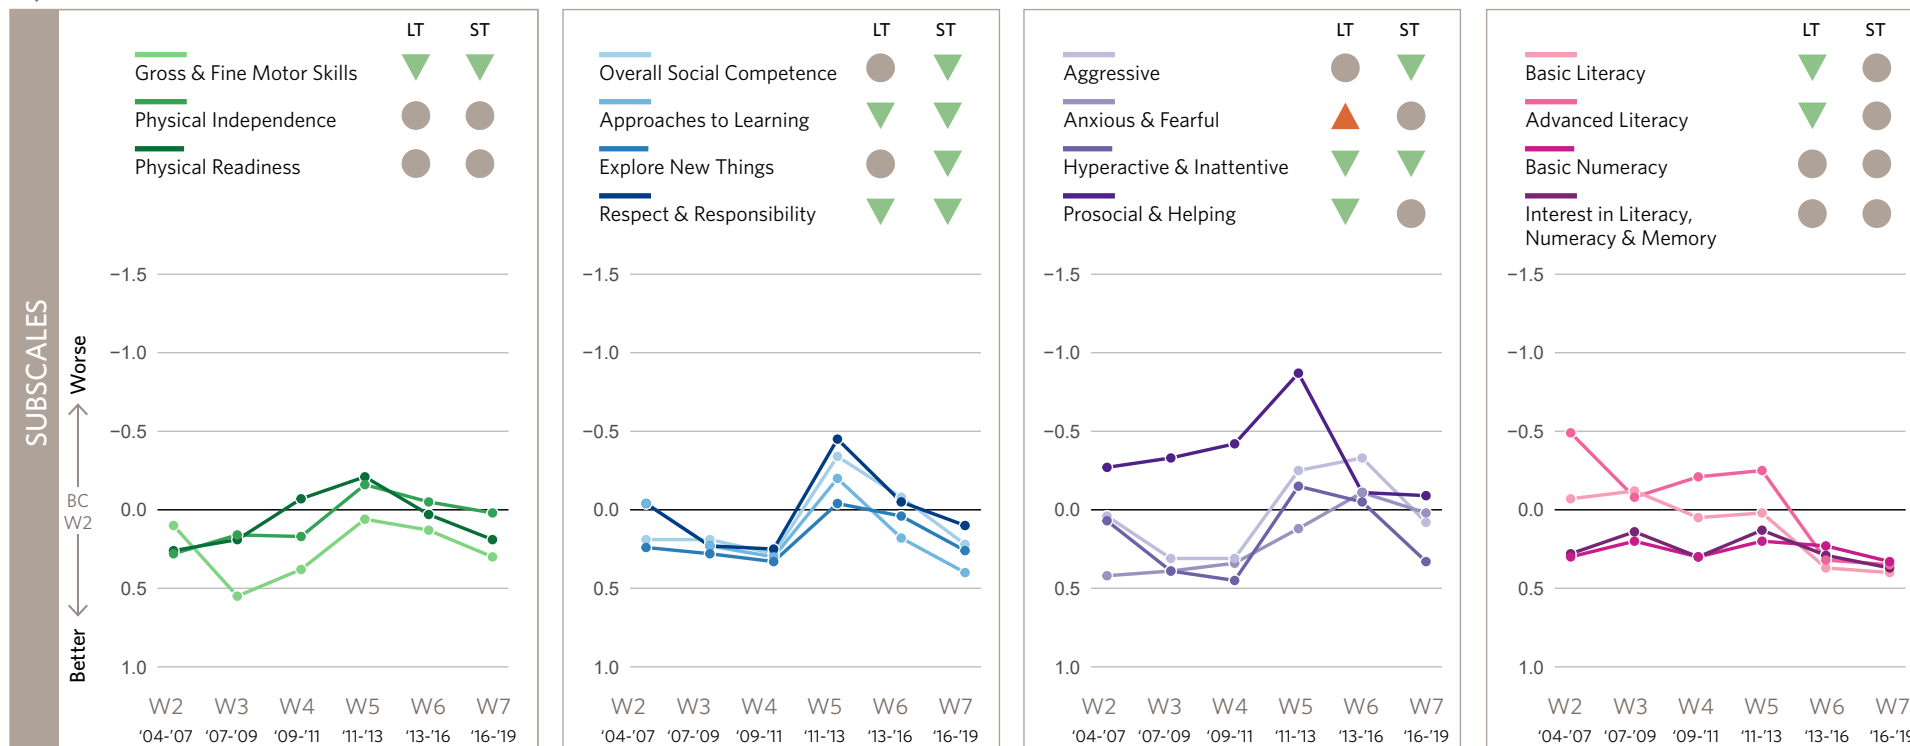 SUBSCALES
Worse
BC
W2
Better
LT ST
Gross & Fine Motor Skills
Physical Independence
Physical Readiness
−1.5
−1.0
−0.5
0.0
0.5
1.0
W2 W3 W4 W5 W6 W7
‘04-’07 ‘07-’09 ‘09-’11 ‘11-’13 ‘13-’16 ‘16-’19
LT ST
Overall Social Competence
Approaches to Learning
Explore New Things
Respect & Responsibility
−1.5
−1.0
−0.5
0.0
0.5
1.0
W2 W3 W4 W5 W6 W7
‘04-’07 ‘07-’09 ‘09-’11 ‘11-’13 ‘13-’16 ‘16-’19
LT ST
Aggressive
Anxious & Fearful
Hyperactive & Inattentive
Prosocial & Helping
−1.5
−1.0
−0.5
0.0
0.5
1.0
W2 W3 W4 W5 W6 W7
‘04-’07 ‘07-’09 ‘09-’11 ‘11-’13 ‘13-’16 ‘16-’19
LT ST
Basic Literacy
Advanced Literacy
Basic Numeracy
Interest in Literacy,
Numeracy & Memory
−1.5
−1.0
−0.5
0.0
0.5
1.0
W2 W3 W4 W5 W6 W7
‘04-’07 ‘07-’09 ‘09-’11 ‘11-’13 ‘13-’16 ‘16-’19